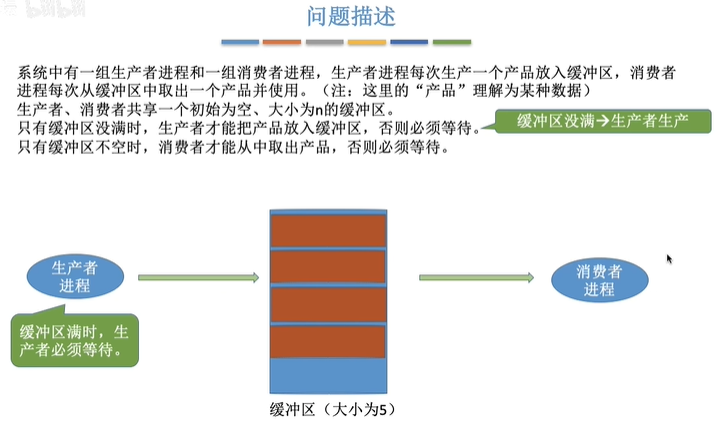 问题描述
系统中有一组生产者进程和一组消费者进程，生产者进程每次生产一个产品放入缓冲区，消费者
进程每次从缓冲区中取出一个产品并使用。（注：这里的“产品”理解为某种数据）
生产者、消费者共享一个初始为空、大小为n的缓冲区。
只有缓冲区没满时，生产者才能把产品放入缓冲区，否则必须等待。
缓冲区没满→生产者生产
只有缓冲区不空时，消费者才能从中取出产品，否则必须等待。
生产者
进程
消费者
进程
缓冲区满时，生
产者必须等待。
缓冲区（大小为5）